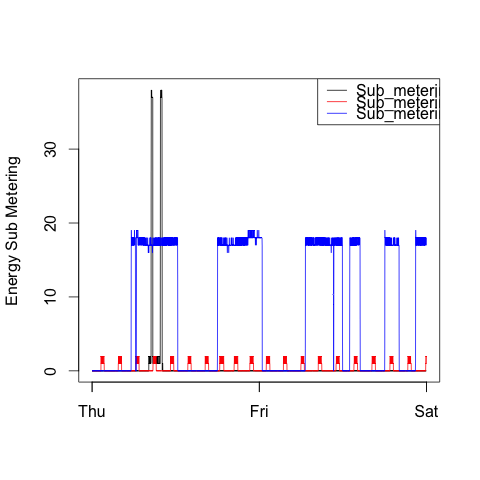 Sub_meteri
Sub_meteri
Sub_meteri
Energy Sub Metering
30
20
10
0
Thu Fri Sat